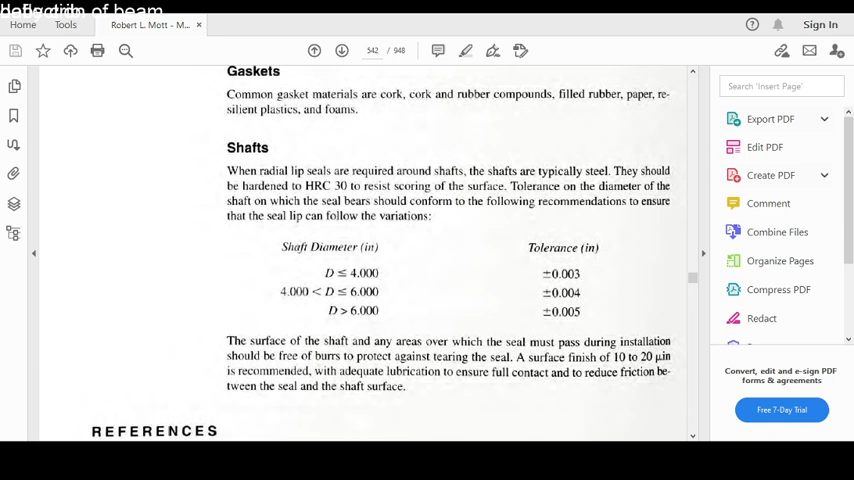 of beam
Home
Tools
Robert L. Mott - M...
×
Sign In
542 / 948
Gaskets
Common gasket materials are cork, cork and rubber compounds, filled rubber, paper, re-
silient plastics, and foams.
Shafts
When radial lip seals are required around shafts, the shafts are typically steel. They should
be hardened to HRC 30 to resist scoring of the surface. Tolerance on the diameter of the
shaft on which the seal bears should conform to the following recommendations to ensure
that the seal lip can follow the variations:
Shaft Diameter (in) Tolerance (in)
D ≤ 4.000 ±0.003
4.000 < D ≤ 6.000 ±0.004
D > 6.000 ±0.005
The surface of the shaft and any areas over which the seal must pass during installation
should be free of burrs to protect against tearing the seal. A surface finish of 10 to 20 μin
is recommended, with adequate lubrication to ensure full contact and to reduce friction be-
tween the seal and the shaft surface.
REFERENCES
Search 'Insert Page'
Export PDF
Edit PDF
Create PDF
Comment
Combine Files
Organize Pages
Compress PDF
Redact
Convert, edit and e-sign PDF
forms & agreements
Free 7-Day Trial